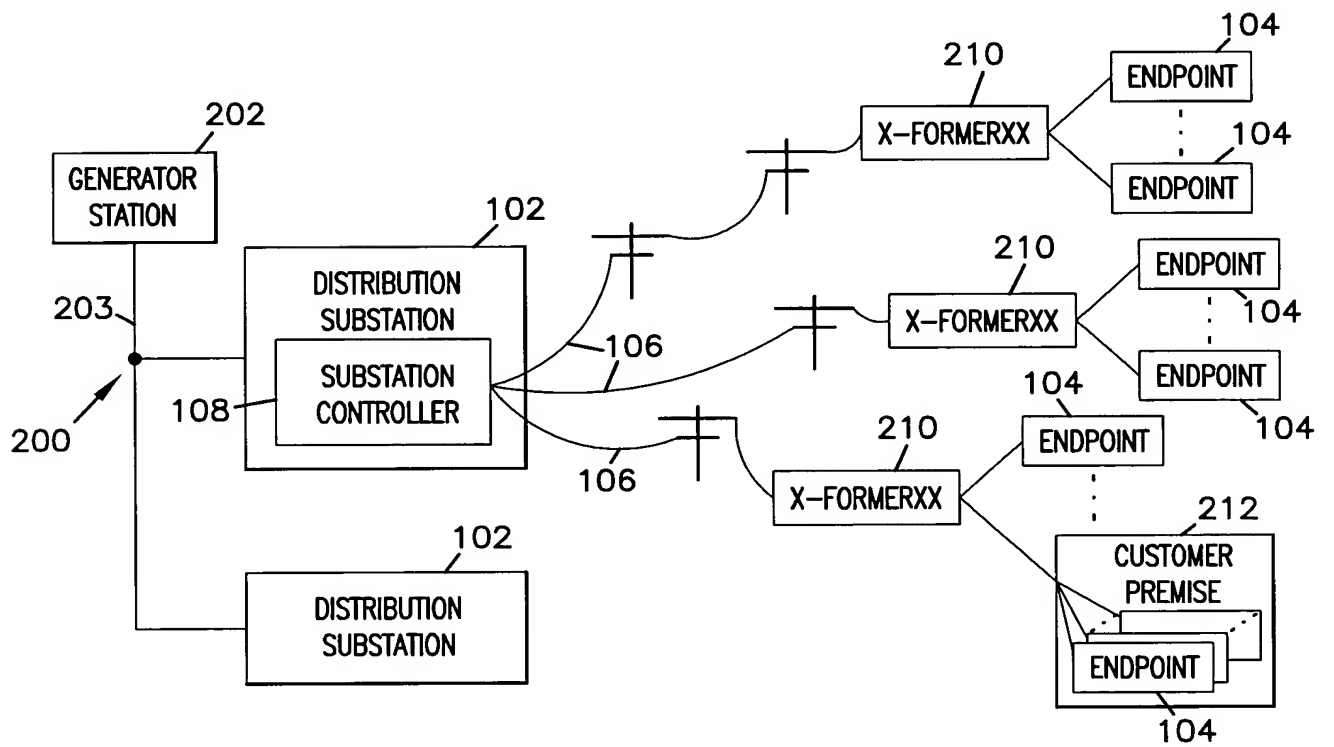 104
210
ENDPOINT
202
X-FORMERXX
104
GENERATOR
STATION
ENDPOINT
102
210
ENDPOINT
DISTRIBUTION
SUBSTATION
203
104
X-FORMERXX
106
SUBSTATION
CONTROLLER
ENDPOINT
108
104
104
200
210
ENDPOINT
106
X-FORMERXX
212
102
CUSTOMER
PREMISE
DISTRIBUTION
SUBSTATION
ENDPOINT
104